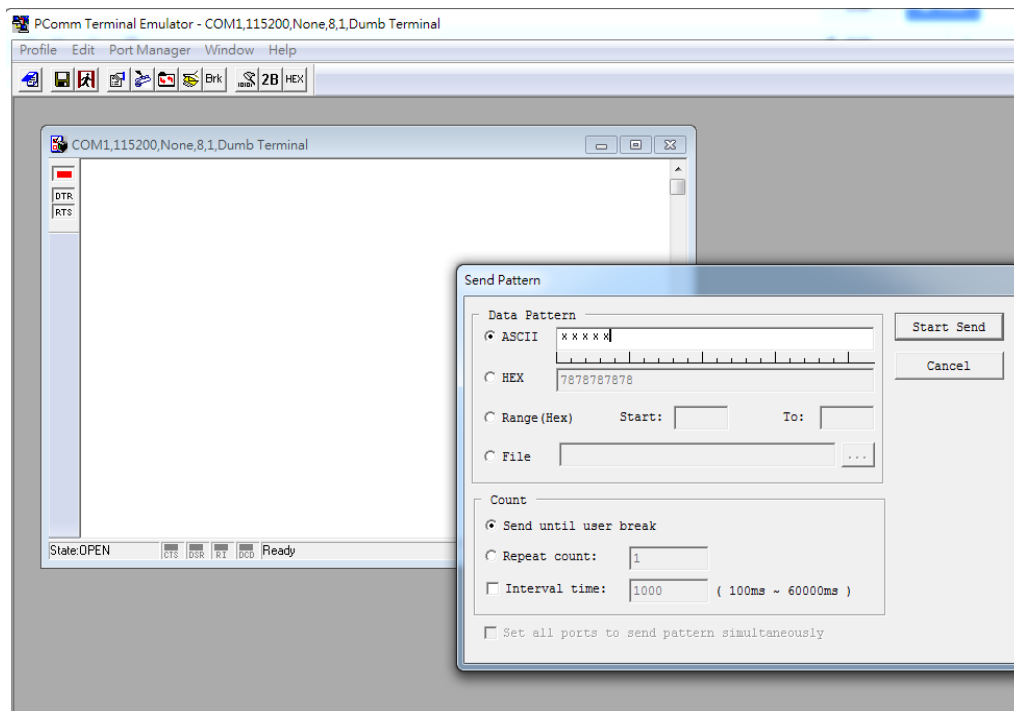 PComm Terminal Emulator - COM1,115200,None,8,1,Dumb Terminal
Profile Edit Port Manager Window Help
Brk 2B HEX
COM1,115200,None,8,1,Dumb Terminal
DTR
RTS
Send Pattern
Data Pattern
ASCII xxxxx
Start Send
HEX 7878787878
Cancel
Range(Hex) Start: To:
File ...
Count
Send until user break
Repeat count: 1
Interval time: 1000 ( 100ms ~ 60000ms )
Set all ports to send pattern simultaneously
State:OPEN CTS DSR RI DCD Ready